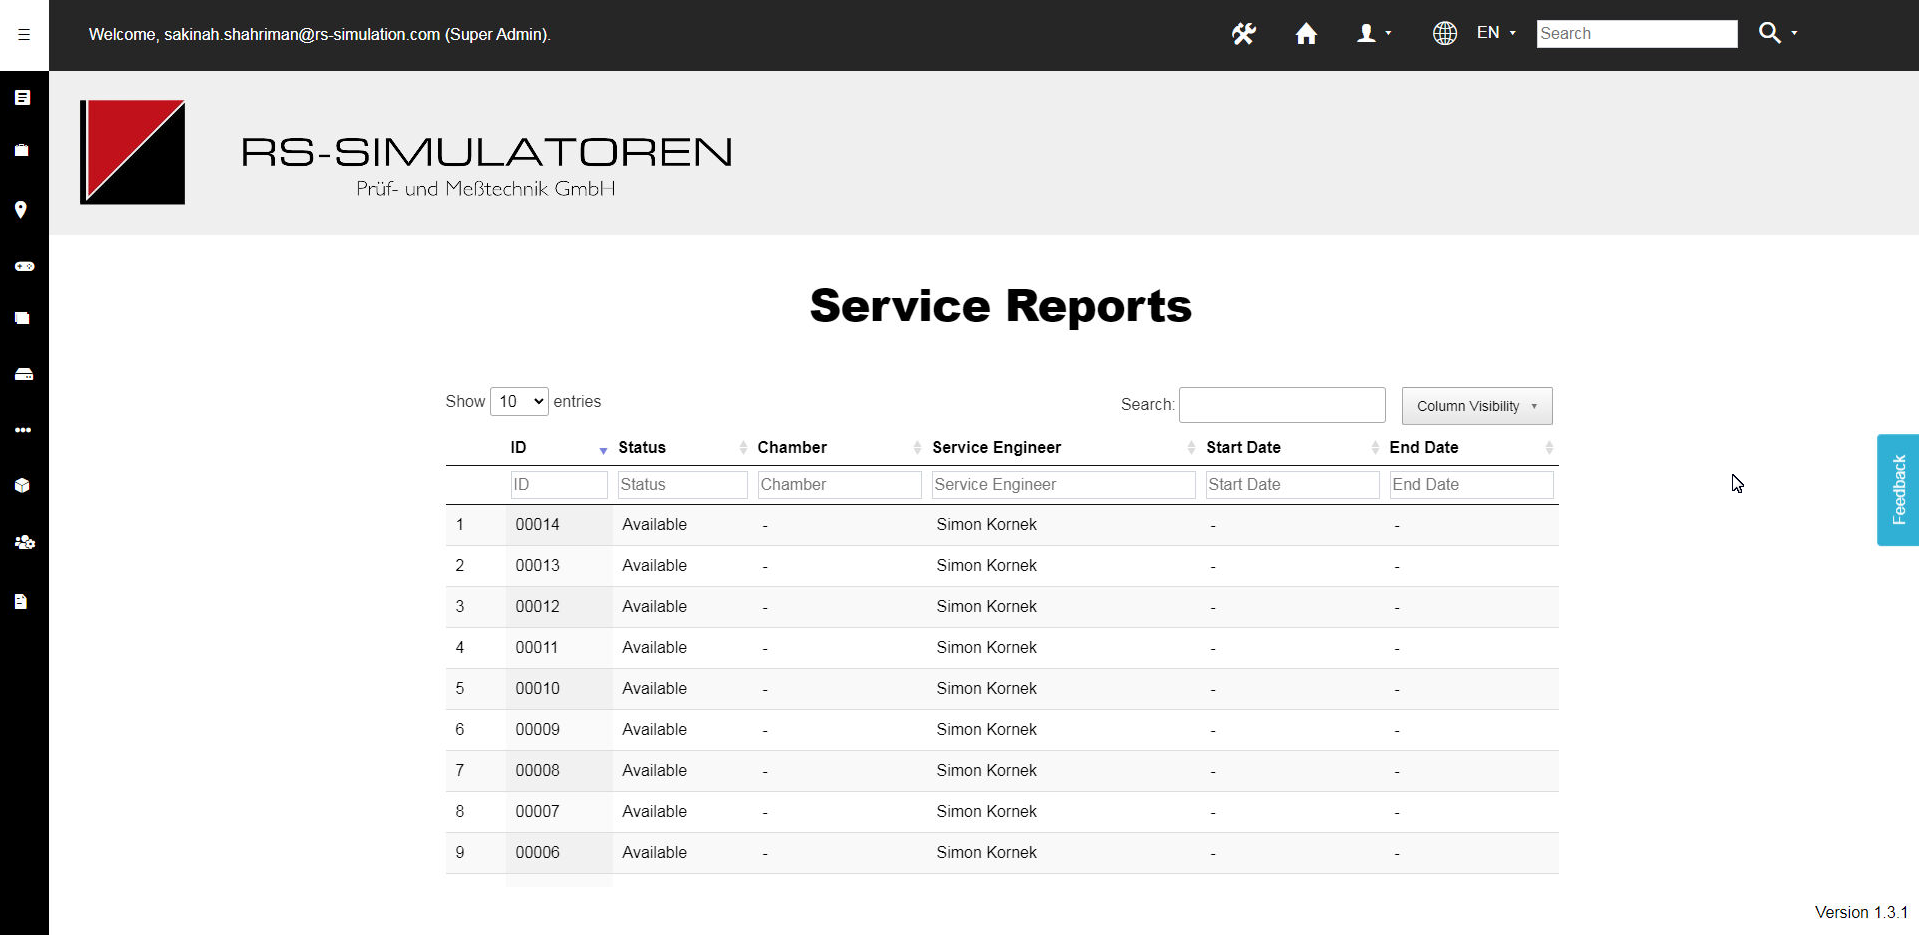 Welcome, sakinah.shahriman@rs-simulation.com (Super Admin).
EN
Search
RS-SIMULATOREN
Prüf- und Meßtechnik GmbH
Service Reports
Show 10 entries
Search:
Column Visibility
ID Status Chamber Service Engineer Start Date End Date
ID Status Chamber Service Engineer Start Date End Date
1 00014 Available - Simon Kornek - -
2 00013 Available - Simon Kornek - -
3 00012 Available - Simon Kornek - -
4 00011 Available - Simon Kornek - -
5 00010 Available - Simon Kornek - -
6 00009 Available - Simon Kornek - -
7 00008 Available - Simon Kornek - -
8 00007 Available - Simon Kornek - -
9 00006 Available - Simon Kornek - -
Feedback
Version 1.3.1